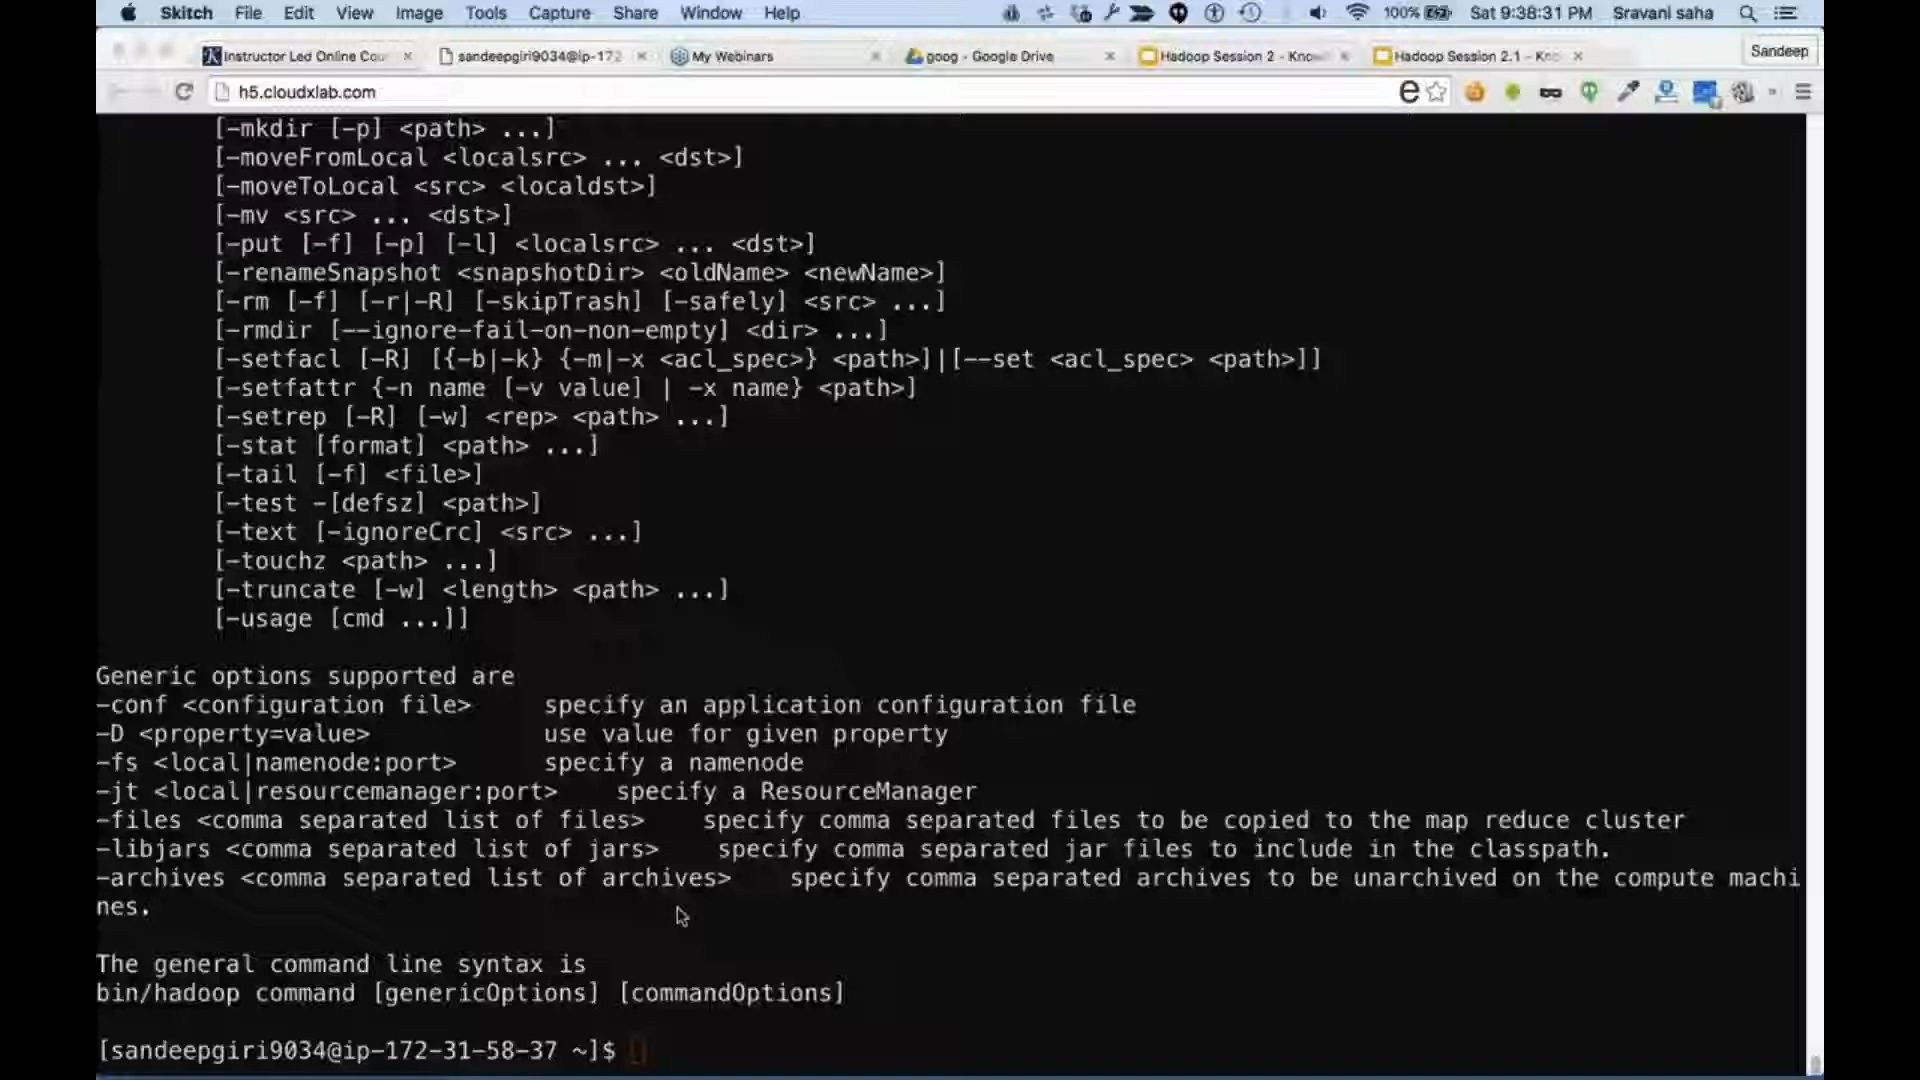 Skitch File Edit View Image Tools Capture Share Window Help 100% Sat 9:38:31 PM Sravani saha
Instructor Led Online Cou sandeepgiri9034@ip-172 My Webinars goog - Google Drive Hadoop Session 2 - Kno Hadoop Session 2.1 - Kno Sandeep
h5.cloudxlab.com
[-mkdir [-p] <path> ...]
[-moveFromLocal <localsrc> ... <dst>]
[-moveToLocal <src> <localdst>]
[-mv <src> ... <dst>]
[-put [-f] [-p] [-l] <localsrc> ... <dst>]
[-renameSnapshot <snapshotDir> <oldName> <newName>]
[-rm [-f] [-r|-R] [-skipTrash] [-safely] <src> ...]
[-rmdir [--ignore-fail-on-non-empty] <dir> ...]
[-setfacl [-R] [{-b|-k} {-m|-x <acl_spec>} <path>]|[--set <acl_spec> <path>]]
[-setfattr {-n name [-v value] | -x name} <path>]
[-setrep [-R] [-w] <rep> <path> ...]
[-stat [format] <path> ...]
[-tail [-f] <file>]
[-test -[defsz] <path>]
[-text [-ignoreCrc] <src> ...]
[-touchz <path> ...]
[-truncate [-w] <length> <path> ...]
[-usage [cmd ...]]
Generic options supported are
-conf <configuration file> specify an application configuration file
-D <property=value> use value for given property
-fs <local|namenode:port> specify a namenode
-jt <local|resourcemanager:port> specify a ResourceManager
-files <comma separated list of files> specify comma separated files to be copied to the map reduce cluster
-libjars <comma separated list of jars> specify comma separated jar files to include in the classpath.
-archives <comma separated list of archives> specify comma separated archives to be unarchived on the compute machi
nes.
The general command line syntax is
bin/hadoop command [genericOptions] [commandOptions]
[sandeepgiri9034@ip-172-31-58-37 ~]$